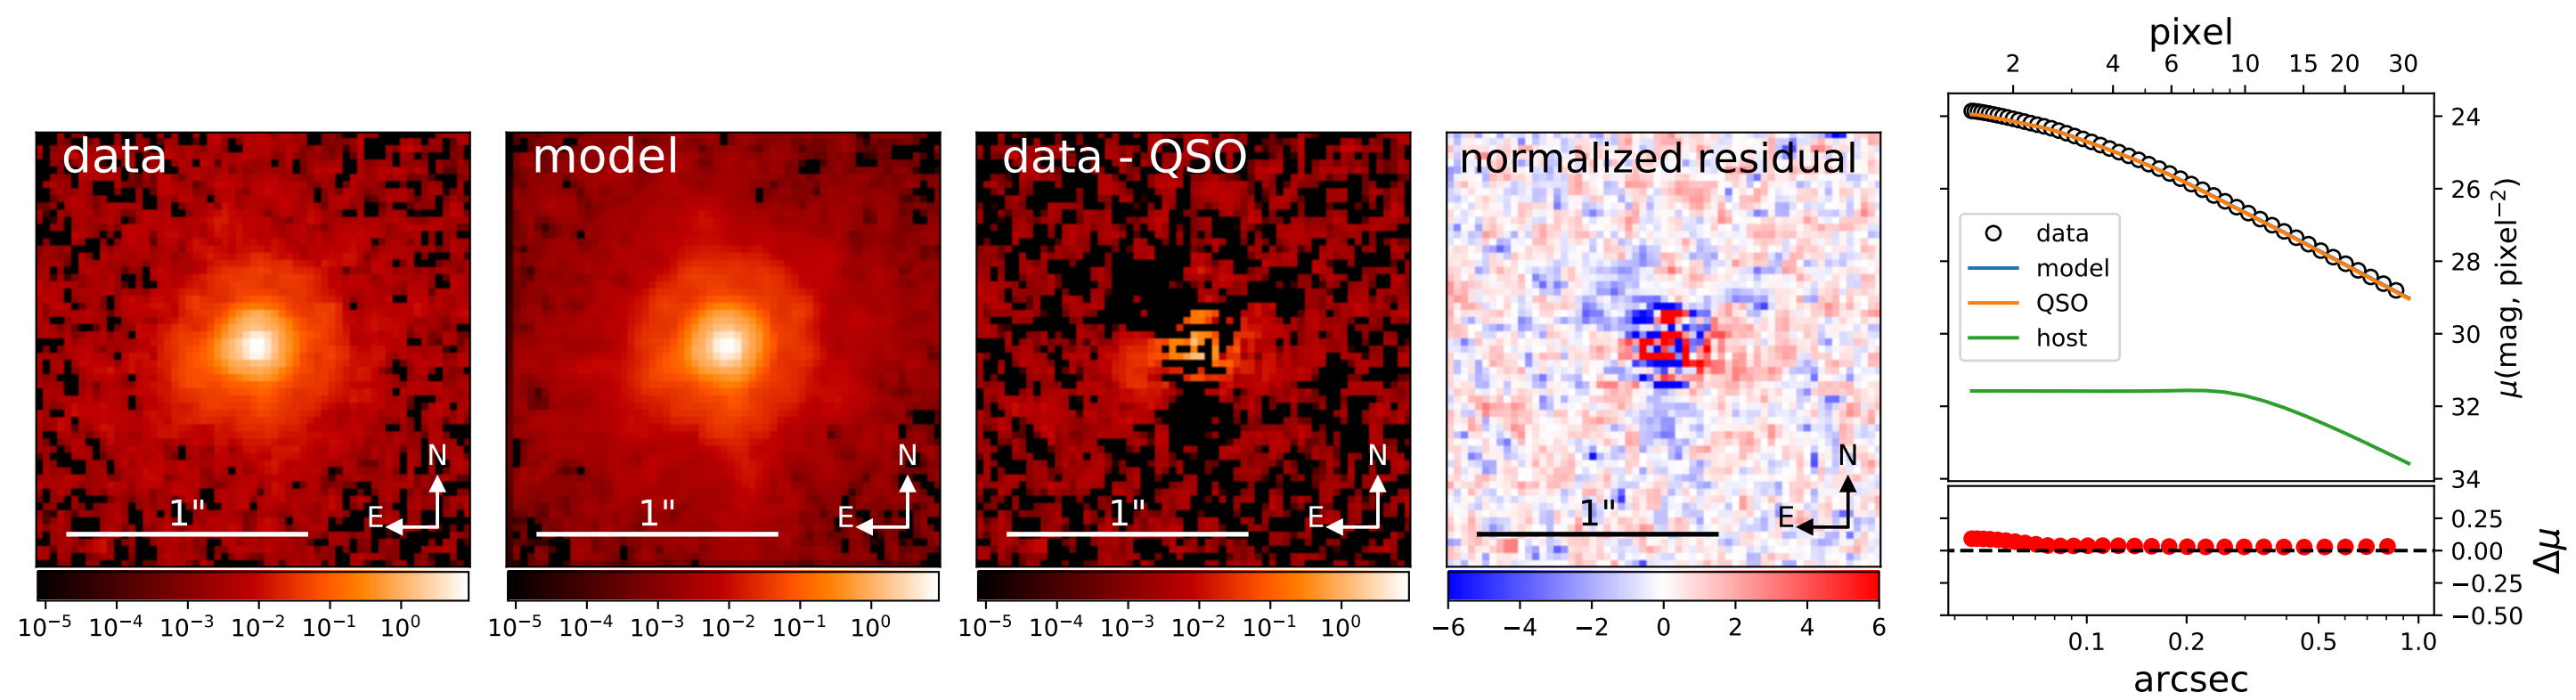 data
1"
N
E
10⁻⁵ 10⁻⁴ 10⁻³ 10⁻² 10⁻¹ 10⁰
model
1"
N
E
10⁻⁵ 10⁻⁴ 10⁻³ 10⁻² 10⁻¹ 10⁰
data - QSO
1"
N
E
10⁻⁵ 10⁻⁴ 10⁻³ 10⁻² 10⁻¹ 10⁰
normalized residual
1"
N
E
−6 −4 −2 0 2 4 6
pixel
2 4 6 10 15 20 30
data
model
QSO
host
24
26
28
30
32
34
μ(mag, pixel⁻²)
0.25
0.00
−0.25
−0.50
Δμ
0.1 0.2 0.5 1.0
arcsec